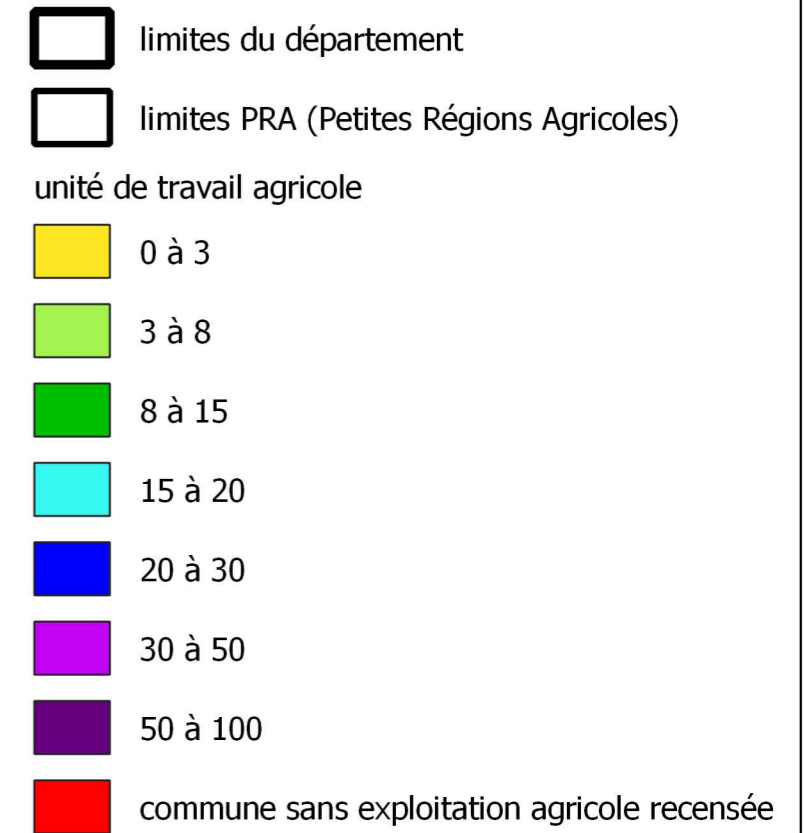 limites du département
limites PRA (Petites Régions Agricoles)
unité de travail agricole
0 à 3
3 à 8
8 à 15
15 à 20
20 à 30
30 à 50
50 à 100
commune sans exploitation agricole recensée